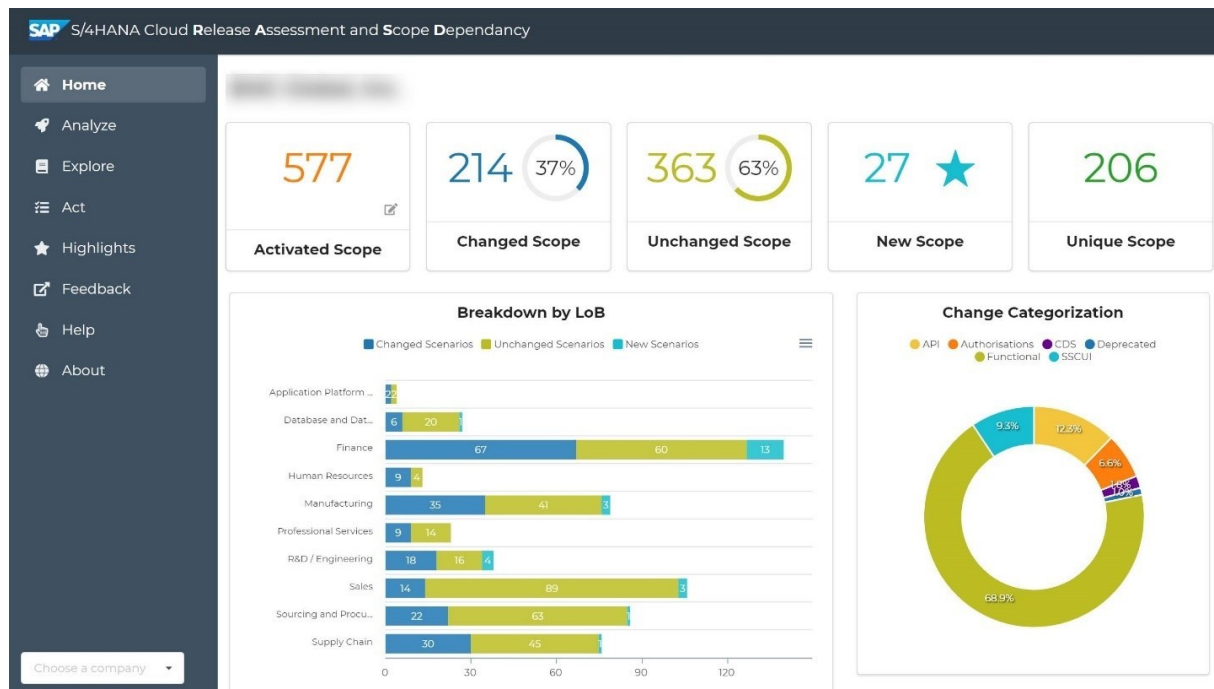 SAP S/4HANA Cloud Release Assessment and Scope Dependancy
Home
Analyze
Explore
Act
Highlights
Feedback
Help
About
Choose a company
577
Activated Scope
214 37%
Changed Scope
363 63%
Unchanged Scope
27
New Scope
206
Unique Scope
Breakdown by LoB
Changed Scenarios Unchanged Scenarios New Scenarios
Application Platform ... 2 2
Database and Dat... 6 20 1
Finance 67 60 13
Human Resources 9 4
Manufacturing 35 41 3
Professional Services 9 14
R&D / Engineering 18 16 4
Sales 14 89 3
Sourcing and Procu... 22 63 1
Supply Chain 30 45 1
0 30 60 90 120
Change Categorization
API Authorisations CDS Deprecated
Functional SSCUI
9.3% 12.3%
6.6%
68.9%